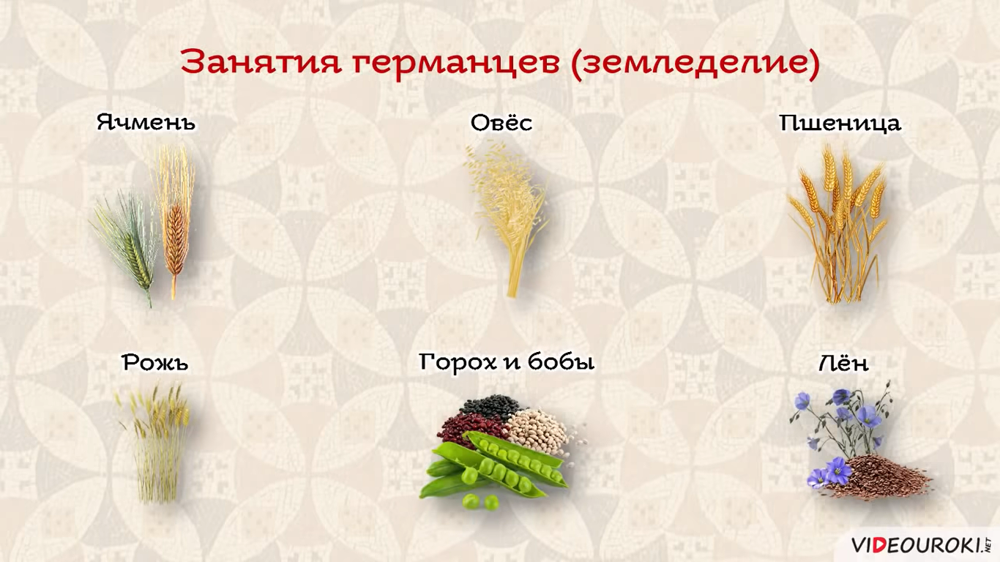 Занятия германцев (земледелие)
Ячмень
Овёс
Пшеница
Рожь
Горох и бобы
Лён
VIDEOUROKI.NET